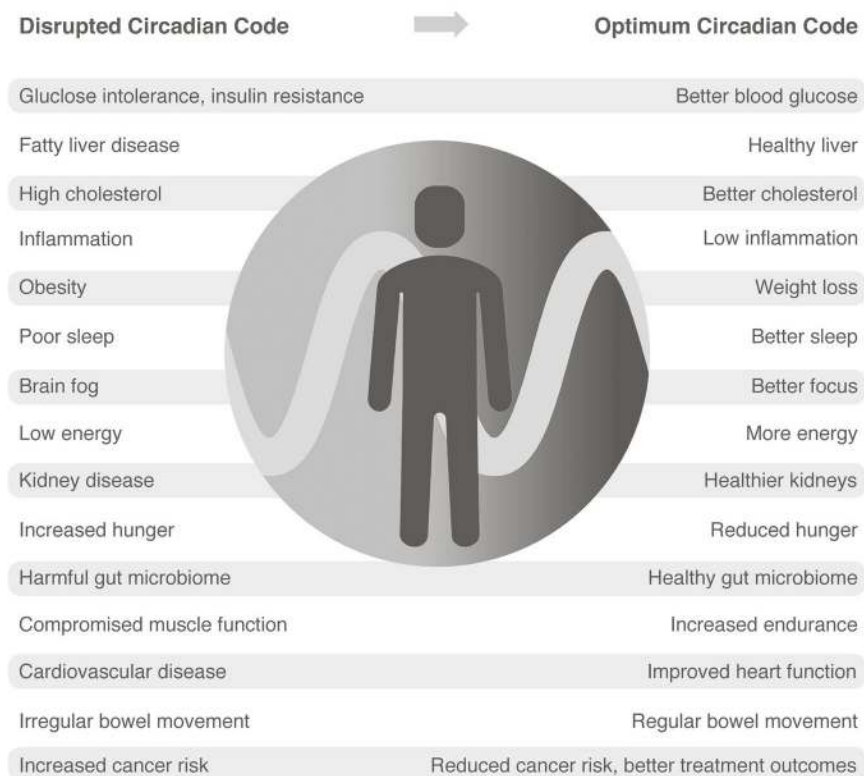 Disrupted Circadian Code Optimum Circadian Code
Gluclose intolerance, insulin resistance Better blood glucose
Fatty liver disease Healthy liver
High cholesterol Better cholesterol
Inflammation Low inflammation
Obesity Weight loss
Poor sleep Better sleep
Brain fog Better focus
Low energy More energy
Kidney disease Healthier kidneys
Increased hunger Reduced hunger
Harmful gut microbiome Healthy gut microbiome
Compromised muscle function Increased endurance
Cardiovascular disease Improved heart function
Irregular bowel movement Regular bowel movement
Increased cancer risk Reduced cancer risk, better treatment outcomes